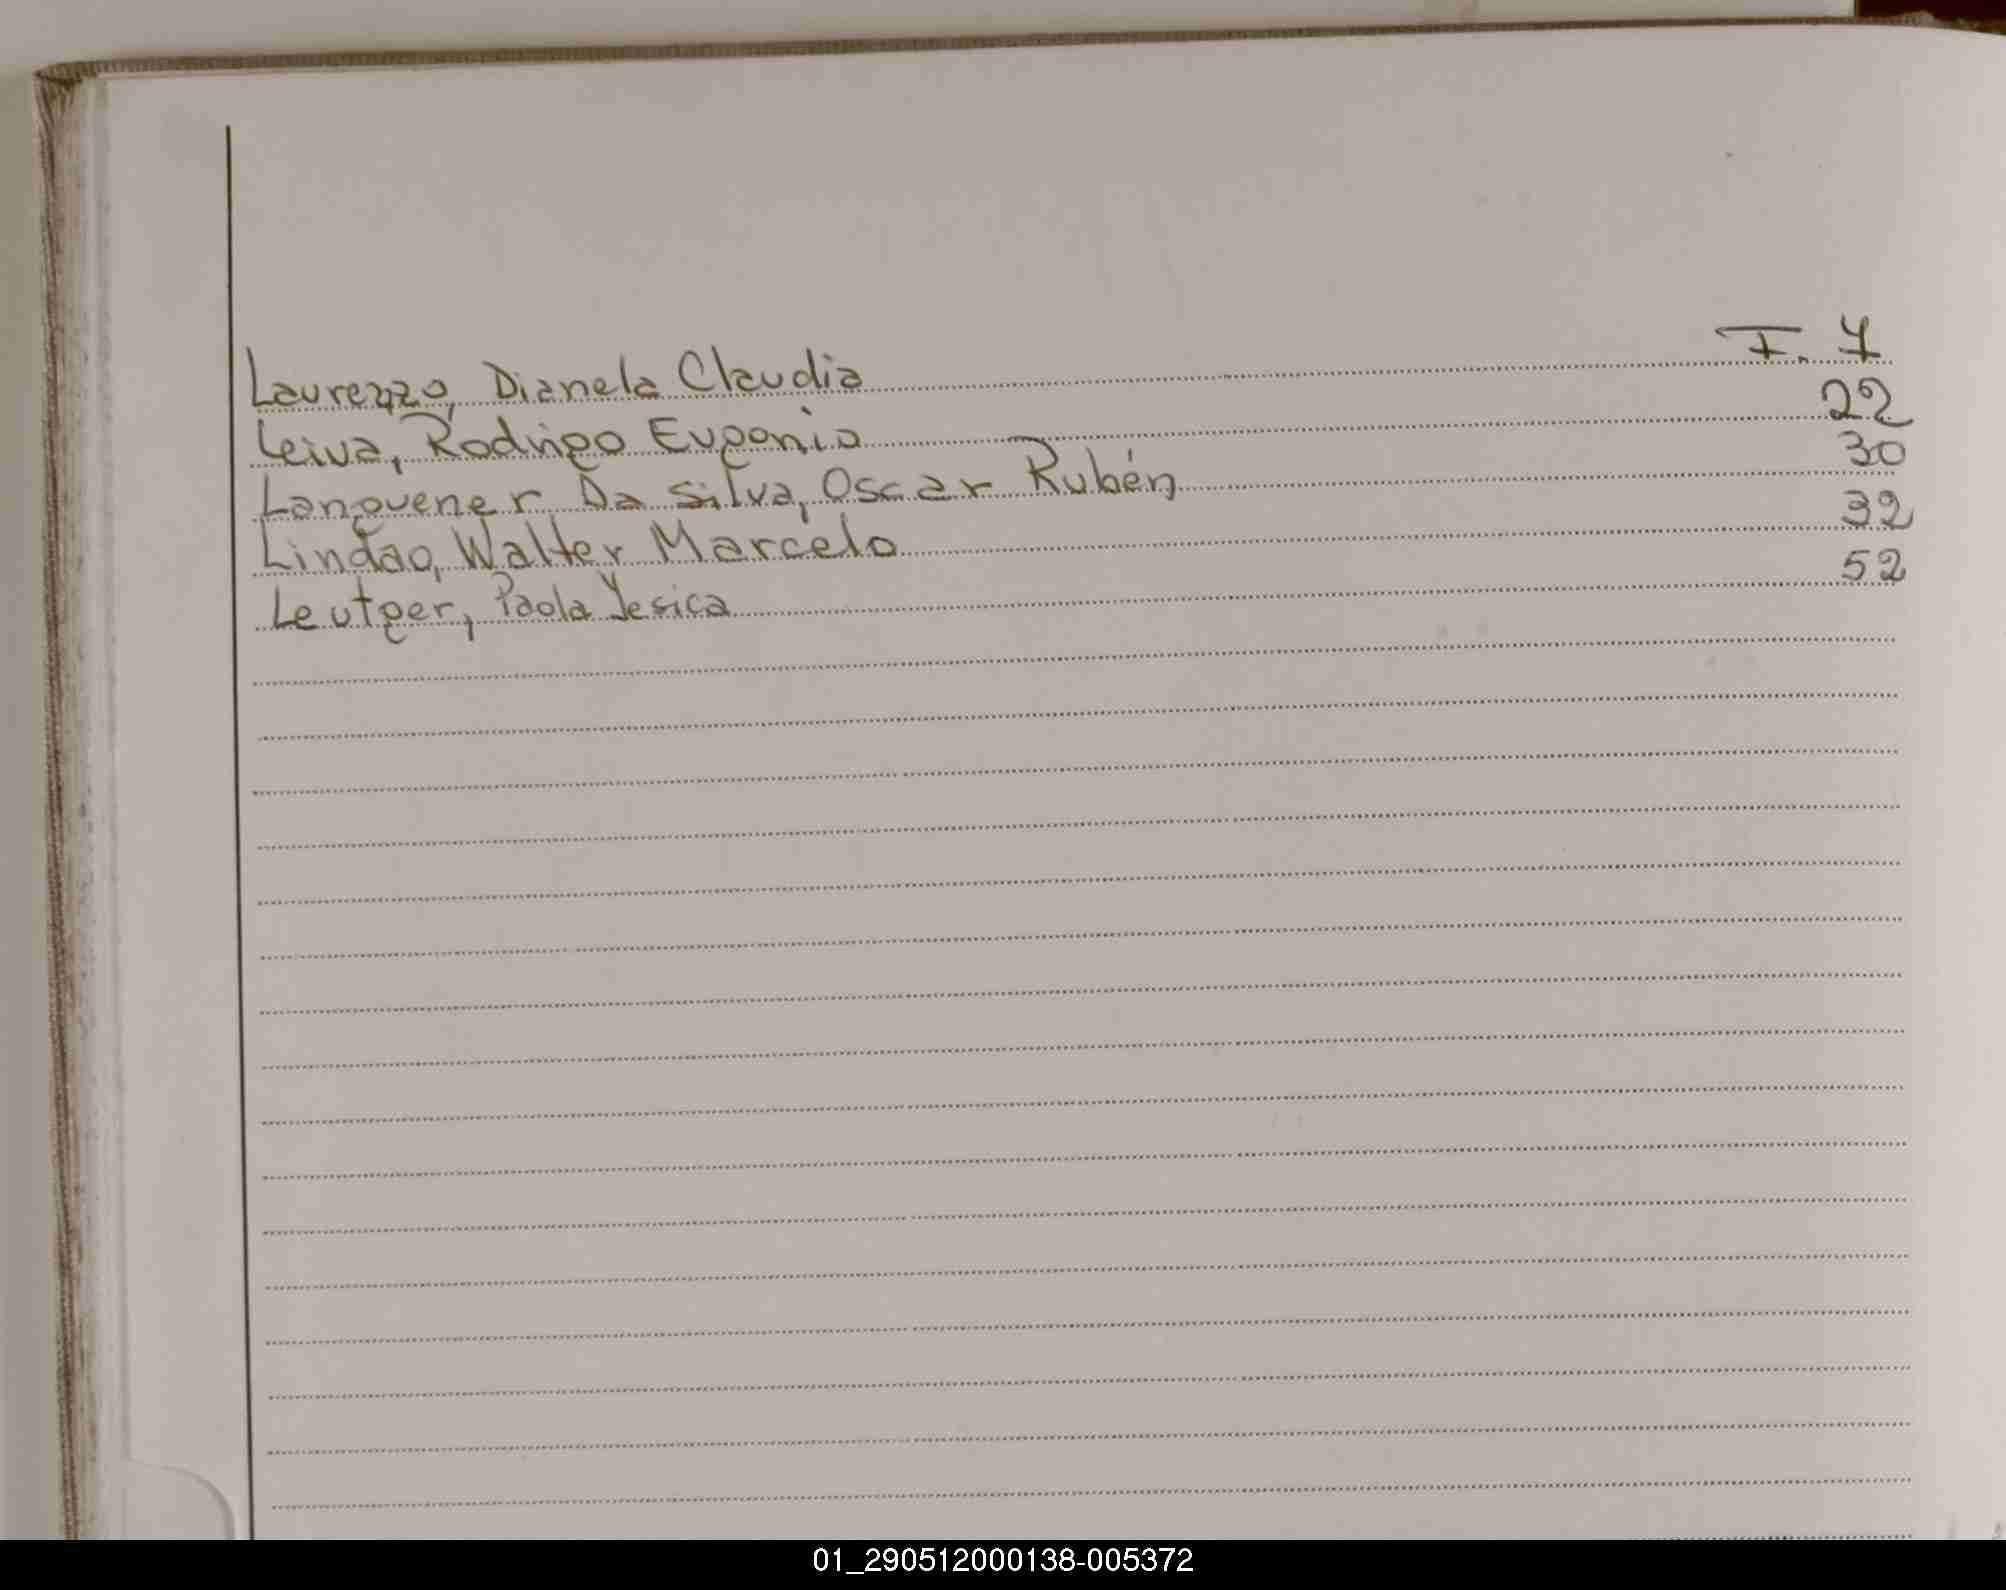 Laurezzo, Dianela Claudia F. 7
Leiva, Rodrigo Eugenio 22
Languener Da Silva, Oscar Rubén 30
Lindao, Walter Marcelo 32
Leutger, Paola Yesica 52
01_290512000138-005372